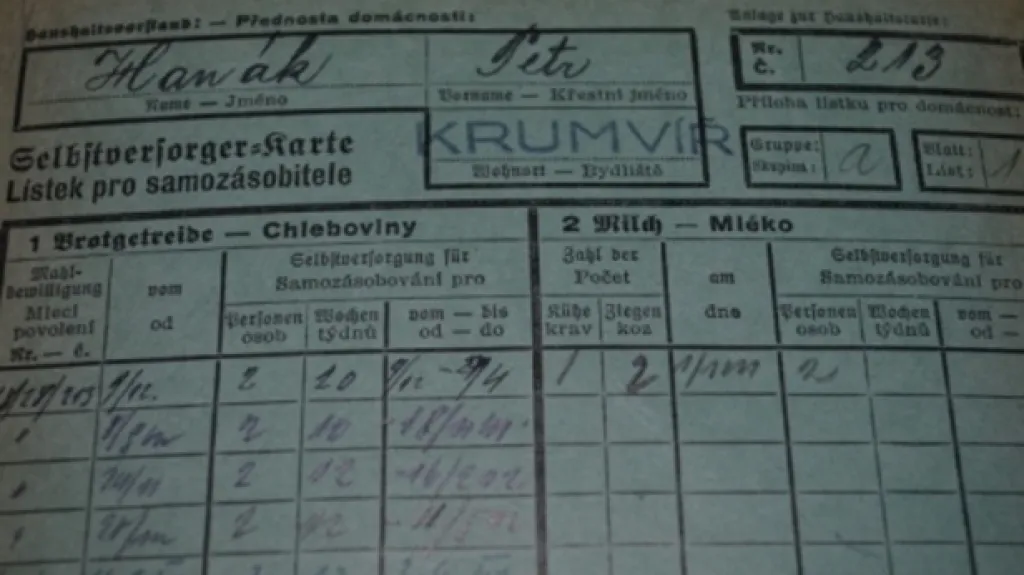 Haushaltsvorstand: — Přednosta domácnosti:
Anlage zur Haushaltskarte:
Hanák Petr
Name — Jméno
Vorname — Křestní jméno
Nr. Č. 213
Příloha lístku pro domácnost:
KRUMVÍŘ
Wohnort — Bydliště
Gruppe: Skupina: a
Blatt: List: 1
Selbstversorger-Karte
Lístek pro samozásobitele
1 Brotgetreide — Chleboviny
2 Milch — Mléko
Mahl-
bewilligung
Mlecí
povolení
Nr. — č.
vom
od
Selbstversorgung für
Samozásobování pro
Personen
osob
Wochen
týdnů
vom — bis
od — do
Zahl der
Počet
Kühe
krav
Ziegen
koz
am
dne
Selbstversorgung für
Samozásobování pro
Personen
osob
Wochen
týdnů
vom —
od —
2 10 1 2 2
2 10
2 12
2 12